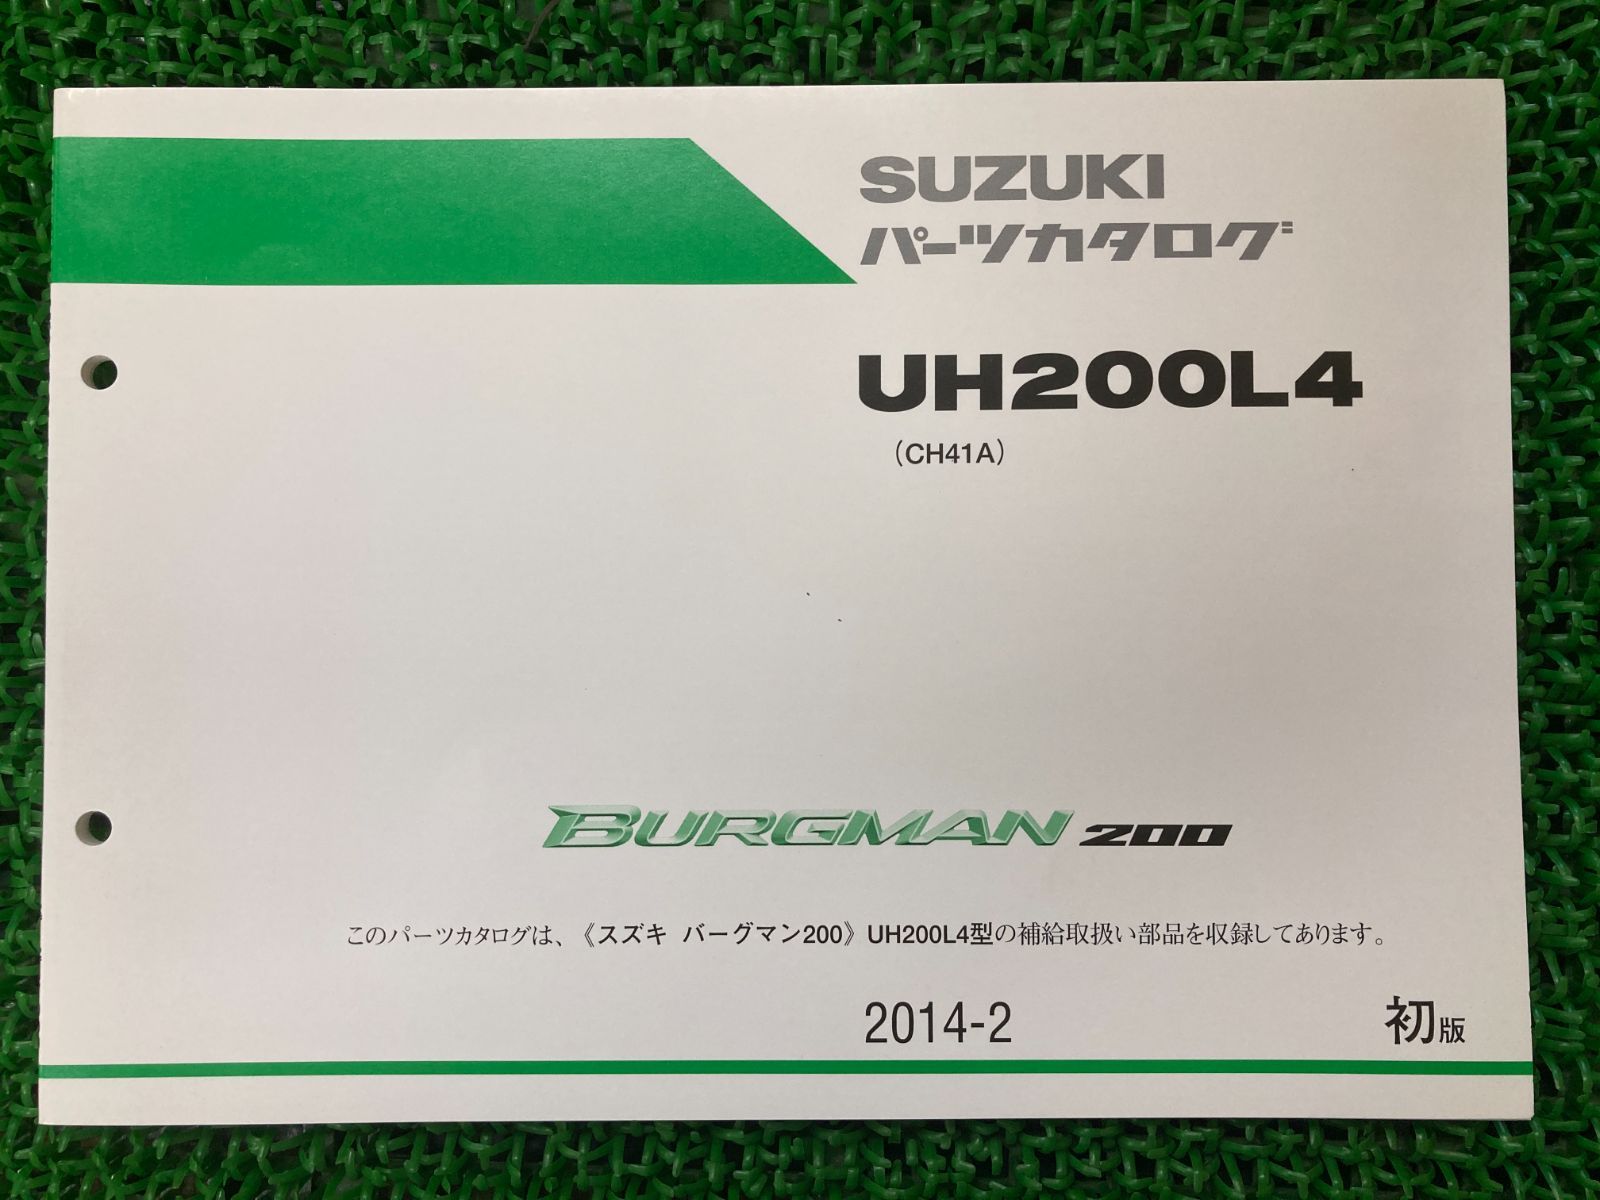 SUZUKI
パーツカタログ
UH200L4
(CH41A)
BURGMAN 200
このパーツカタログは、《スズキ バーグマン200》UH200L4型の補給取扱い部品を収録してあります。
2014-2 初版